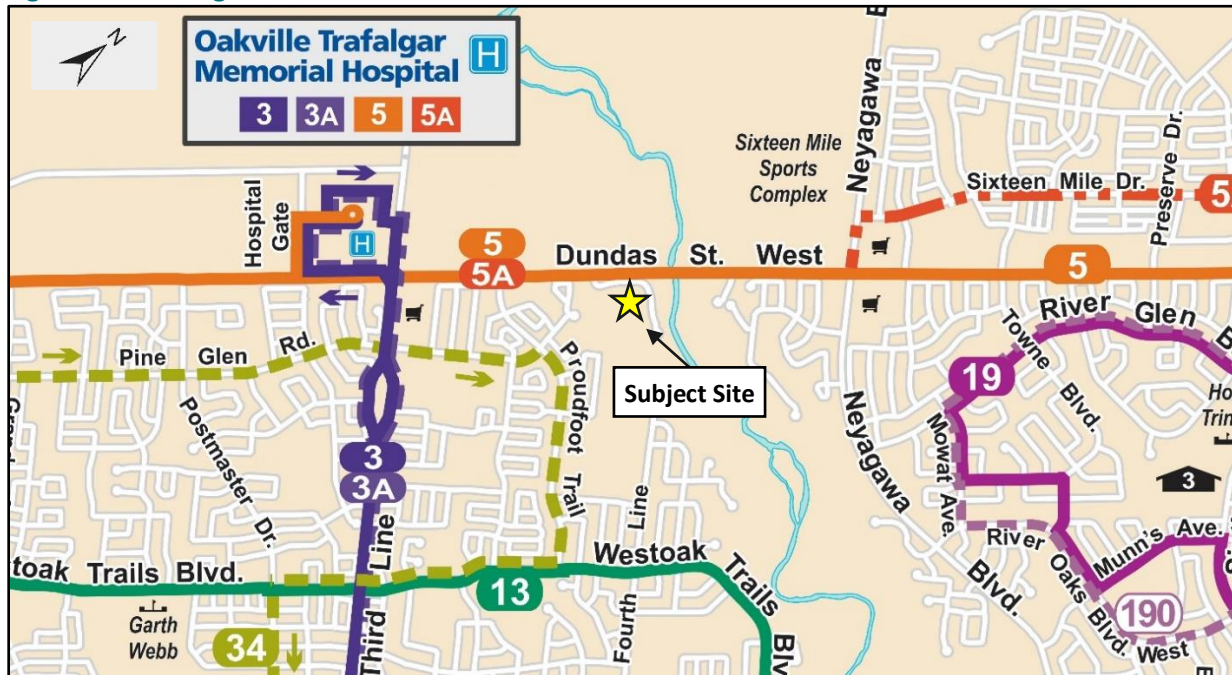 N
Oakville Trafalgar
Memorial Hospital H
3 3A 5 5A
Hospital
Gate
H
5
5A
Dundas St. West
Sixteen Mile
Sports
Complex
Neyagawa
Sixteen Mile Dr.
Preserve Dr.
5
5
Pine Glen Rd.
Postmaster Dr.
Proudfoot Trail
Subject Site
3
3A
Third Line
toak Trails Blvd.
Westoak Trails
13
Garth
Webb
34
Fourth Line
Neyagawa Blvd.
River Glen
Towne Blvd.
19
Mowat Ave.
3
River Oaks Blvd. West
Munn's Ave.
190